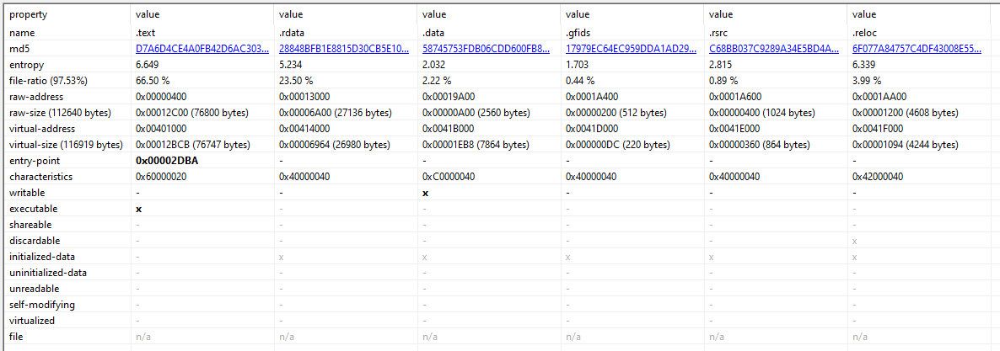 property value value value value value value
name .text .rdata .data .gfids .rsrc .reloc
md5 D7A6D4CE4A0FB42D6AC303... 28848BFB1E8815D30CB5E10... 58745753FDB06CDD600FB8... 17979EC64EC959DDA1AD29... C68BB037C9289A34E5BD4A... 6F077A84757C4DF43008E55...
entropy 6.649 5.234 2.032 1.703 2.815 6.339
file-ratio (97.53%) 66.50 % 23.50 % 2.22 % 0.44 % 0.89 % 3.99 %
raw-address 0x00000400 0x00013000 0x00019A00 0x0001A400 0x0001A600 0x0001AA00
raw-size (112640 bytes) 0x00012C00 (76800 bytes) 0x00006A00 (27136 bytes) 0x00000A00 (2560 bytes) 0x00000200 (512 bytes) 0x00000400 (1024 bytes) 0x00001200 (4608 bytes)
virtual-address 0x00401000 0x00414000 0x0041B000 0x0041D000 0x0041E000 0x0041F000
virtual-size (116919 bytes) 0x00012BCB (76747 bytes) 0x00006964 (26980 bytes) 0x00001EB8 (7864 bytes) 0x000000DC (220 bytes) 0x00000360 (864 bytes) 0x00001094 (4244 bytes)
entry-point 0x00002DBA - - - - -
characteristics 0x60000020 0x40000040 0xC0000040 0x40000040 0x40000040 0x42000040
writable - - x - - -
executable x - - - - -
shareable - - - - - -
discardable - - - - - x
initialized-data - x x x x x
uninitialized-data - - - - - -
unreadable - - - - - -
self-modifying - - - - - -
virtualized - - - - - -
file n/a n/a n/a n/a n/a n/a